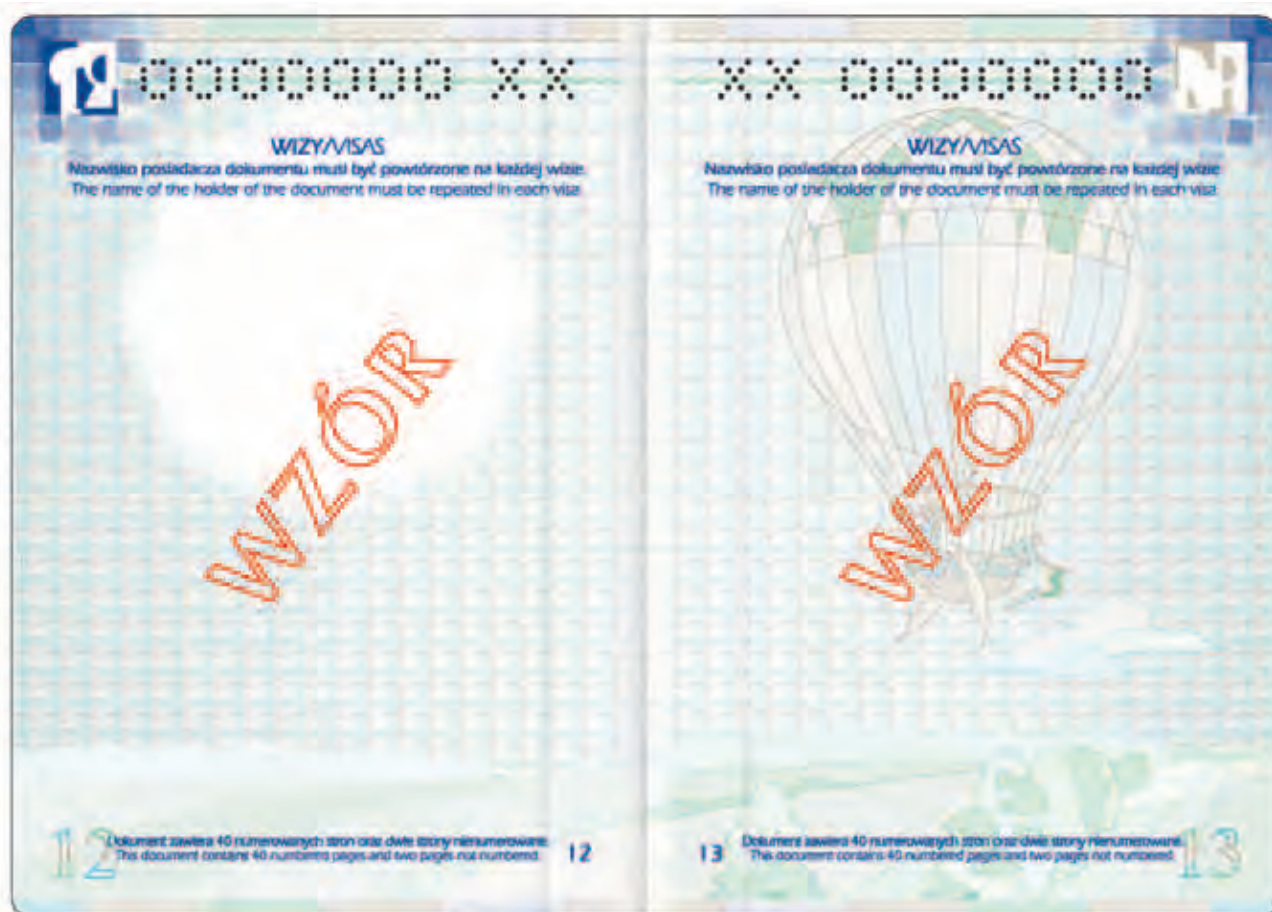 12 0000000 XX
WIZY/VISAS
Nazwisko posiadacza dokumentu musi być powtórzone na każdej wizie.
The name of the holder of the document must be repeated in each visa.
WZÓR
12 Dokument zawiera 40 numerowanych stron oraz dwie strony nienumerowane. 12
This document contains 40 numbered pages and two pages not numbered.
XX 0000000
WIZY/VISAS
Nazwisko posiadacza dokumentu musi być powtórzone na każdej wizie.
The name of the holder of the document must be repeated in each visa.
WZÓR
13 Dokument zawiera 40 numerowanych stron oraz dwie strony nienumerowane. 13
This document contains 40 numbered pages and two pages not numbered.